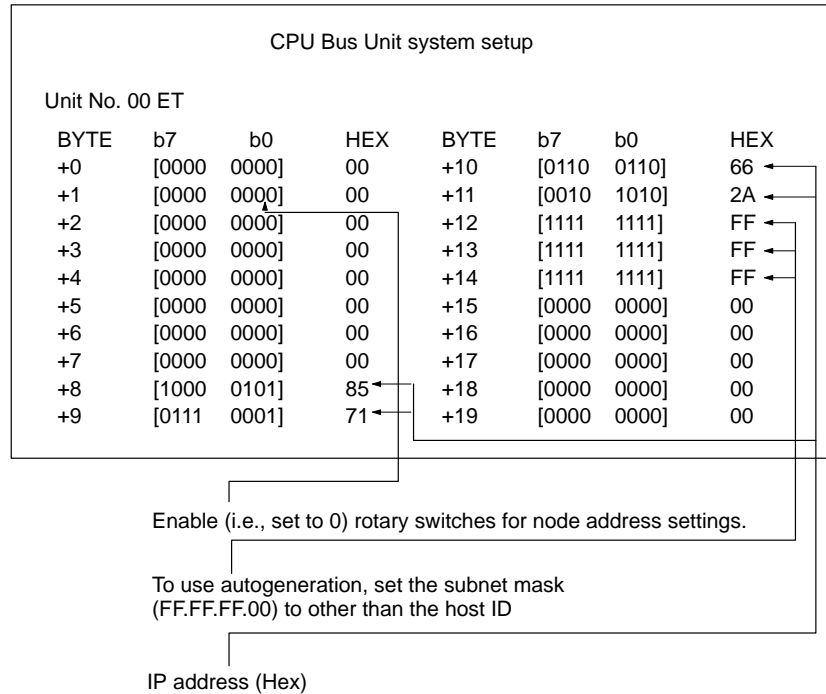 CPU Bus Unit system setup
Unit No. 00 ET
BYTE b7 b0 HEX BYTE b7 b0 HEX
+0 [0000 0000] 00 +10 [0110 0110] 66
+1 [0000 0000] 00 +11 [0010 1010] 2A
+2 [0000 0000] 00 +12 [1111 1111] FF
+3 [0000 0000] 00 +13 [1111 1111] FF
+4 [0000 0000] 00 +14 [1111 1111] FF
+5 [0000 0000] 00 +15 [0000 0000] 00
+6 [0000 0000] 00 +16 [0000 0000] 00
+7 [0000 0000] 00 +17 [0000 0000] 00
+8 [1000 0101] 85 +18 [0000 0000] 00
+9 [0111 0001] 71 +19 [0000 0000] 00
Enable (i.e., set to 0) rotary switches for node address settings.
To use autogeneration, set the subnet mask
(FF.FF.FF.00) to other than the host ID
IP address (Hex)